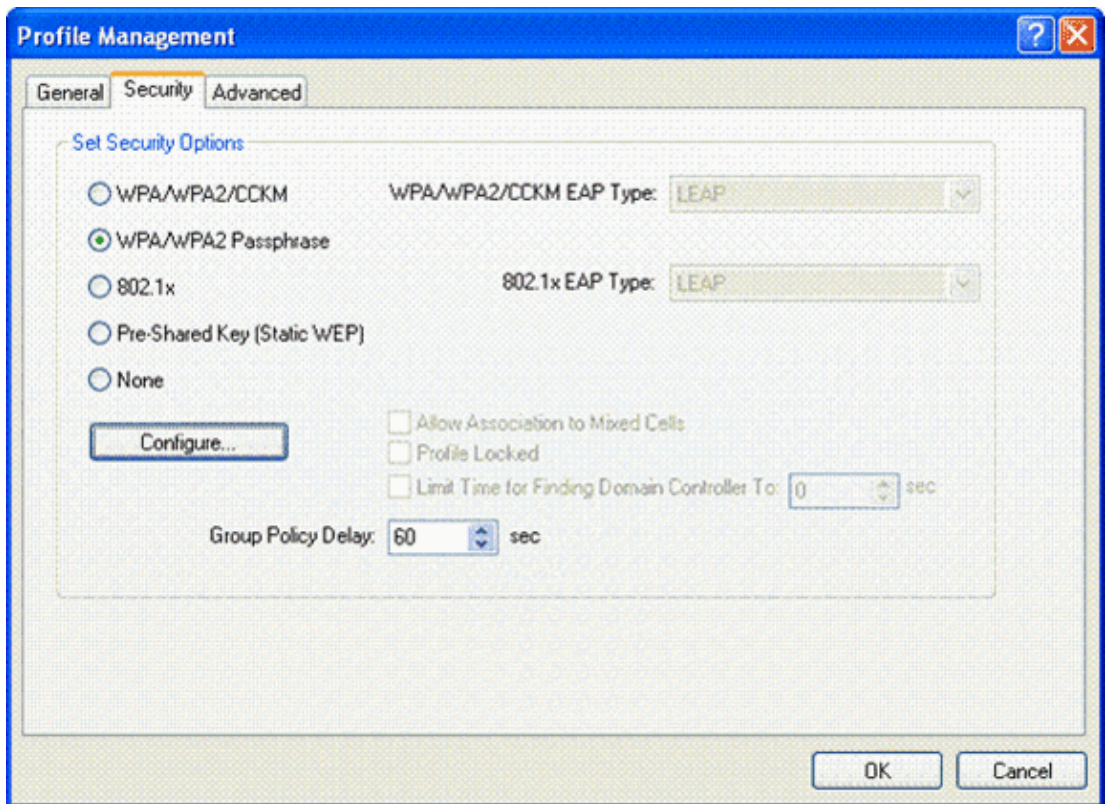 Profile Management
General Security Advanced
Set Security Options
WPA/WPA2/CCKM WPA/WPA2/CCKM EAP Type: LEAP
WPA/WPA2 Passphrase
802.1x 802.1x EAP Type: LEAP
Pre-Shared Key (Static WEP)
None
Configure... Allow Association to Mixed Cells
Profile Locked
Limit Time for Finding Domain Controller To: 0 sec
Group Policy Delay: 60 sec
OK Cancel